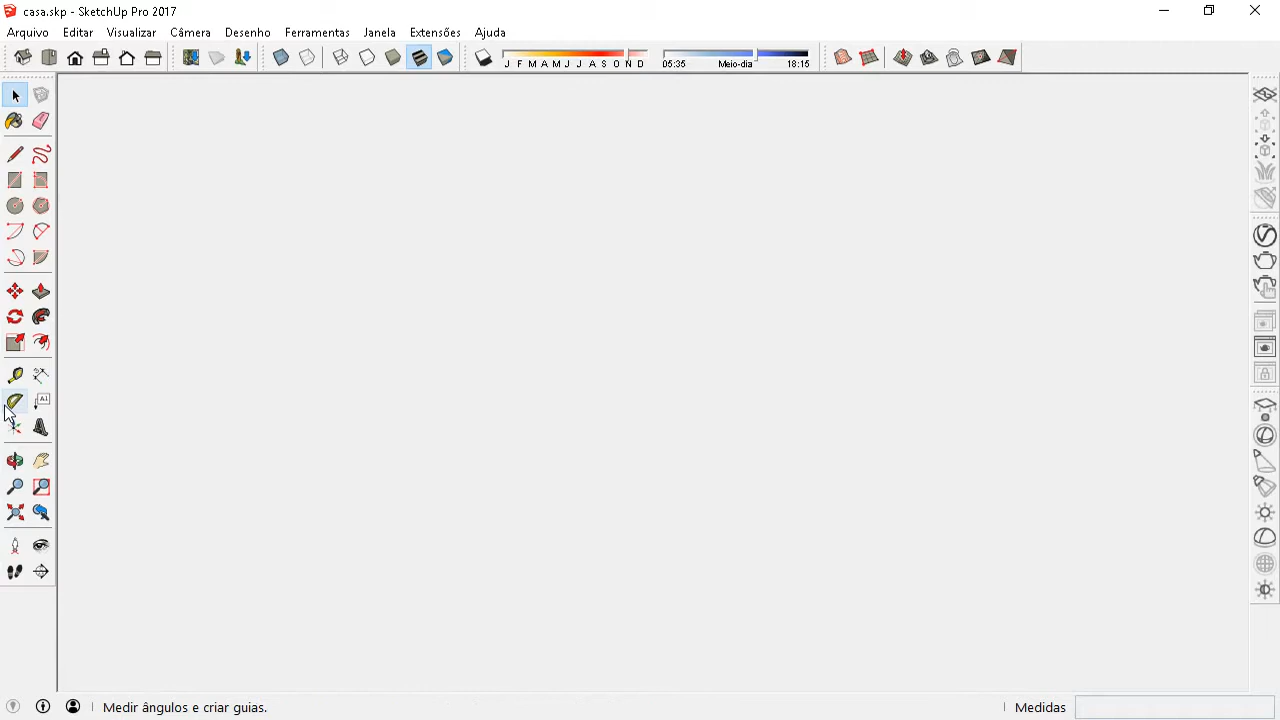 casa.skp - SketchUp Pro 2017
Arquivo Editar Visualizar Câmera Desenho Ferramentas Janela Extensões Ajuda
J F M A M J J A S O N D 05:35 Meio-dia 18:15
A1
Medir ângulos e criar guias. Medidas